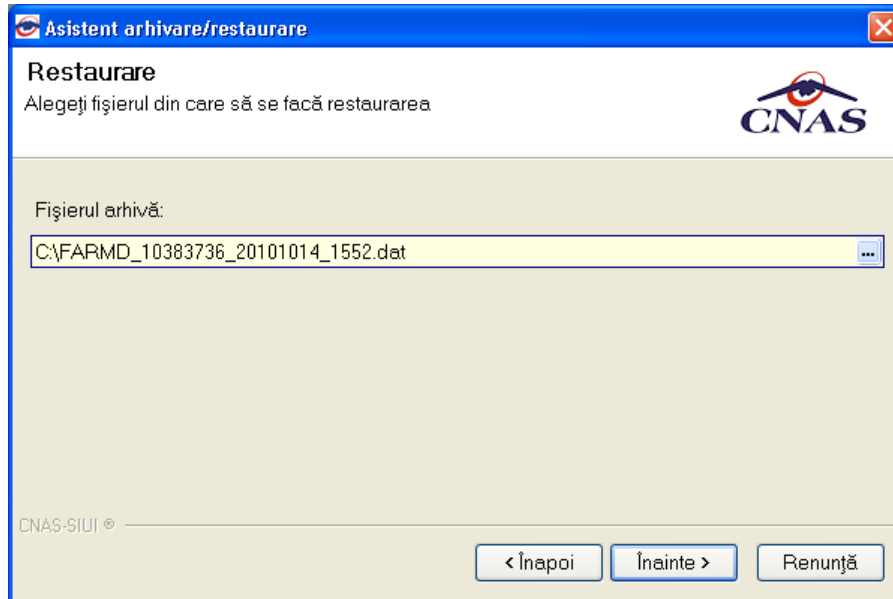 Asistent arhivare/restaurare
Restaurare
Alegeţi fişierul din care să se facă restaurarea
CNAS
Fişierul arhivă:
C:\FARMD_10383736_20101014_1552.dat
...
CNAS-SIUI ®
< Înapoi
Înainte >
Renunţă